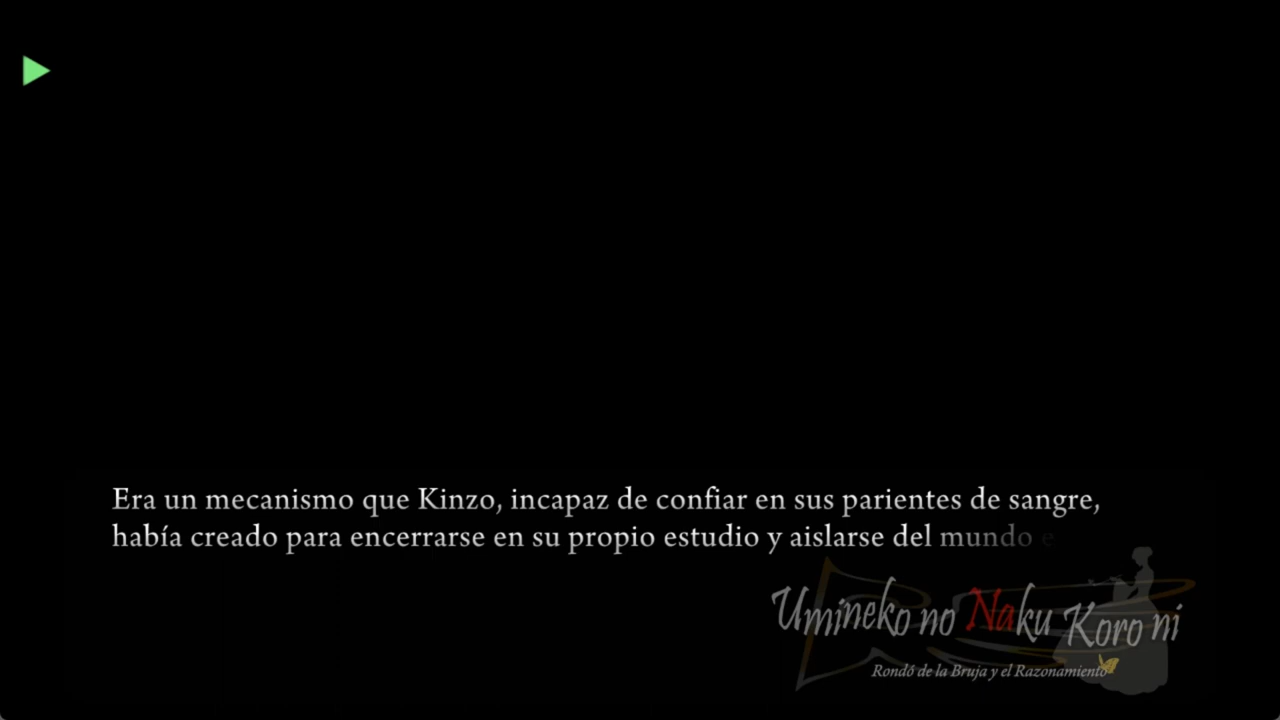 Era un mecanismo que Kinzo, incapaz de confiar en sus parientes de sangre,
había creado para encerrarse en su propio estudio y aislarse del mundo
Umineko no Naku Koro ni
Rondó de la Bruja y el Razonamiento